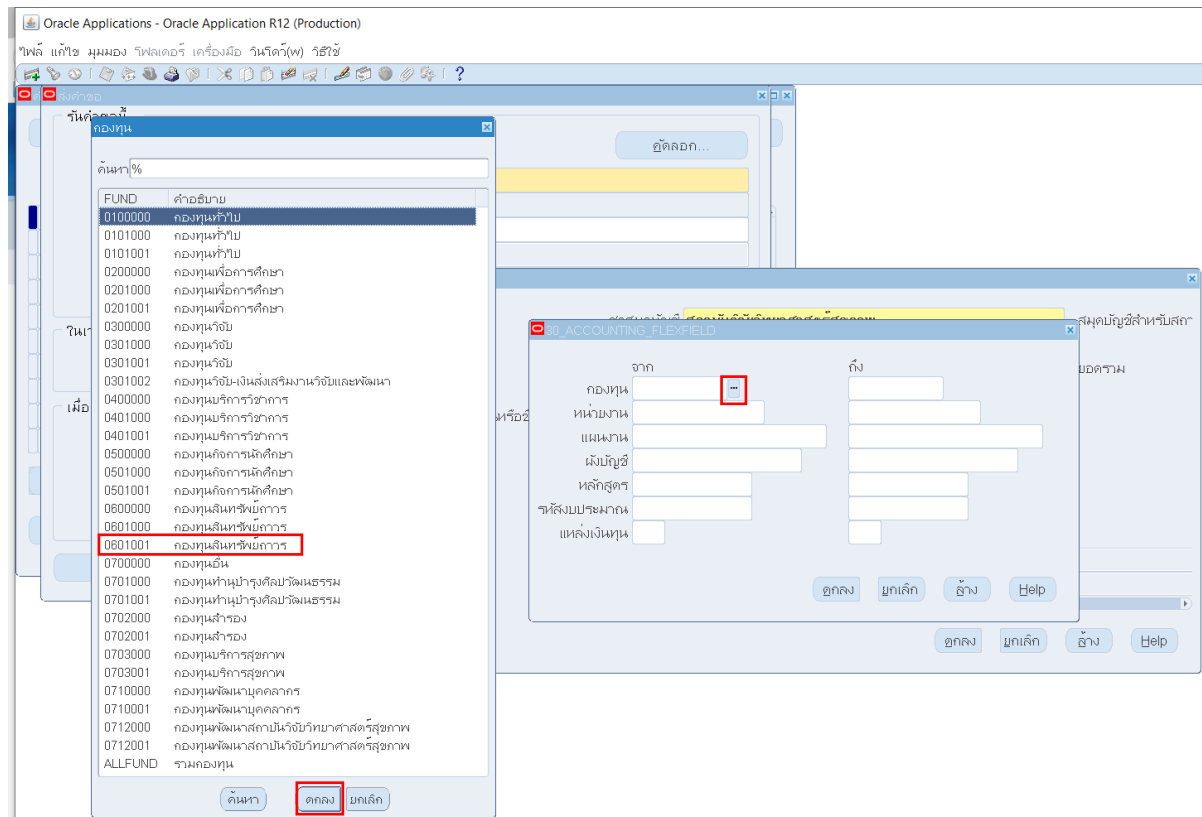 Oracle Applications - Oracle Application R12 (Production)
ไฟล์ แก้ไข มุมมอง โฟลเดอร์ เครื่องมือ วินโดว์(w) วิธีใช้
ส่งคำขอ
รันคำขอนี้
คัดลอก...
กองทุน
ค้นหา %
FUND คำอธิบาย
0100000 กองทุนทั่วไป
0101000 กองทุนทั่วไป
0101001 กองทุนทั่วไป
0200000 กองทุนเพื่อการศึกษา
0201000 กองทุนเพื่อการศึกษา
0201001 กองทุนเพื่อการศึกษา
0300000 กองทุนวิจัย
0301000 กองทุนวิจัย
0301001 กองทุนวิจัย
0301002 กองทุนวิจัย-เงินส่งเสริมงานวิจัยและพัฒนา
0400000 กองทุนบริการวิชาการ
0401000 กองทุนบริการวิชาการ
0401001 กองทุนบริการวิชาการ
0500000 กองทุนกิจการนักศึกษา
0501000 กองทุนกิจการนักศึกษา
0501001 กองทุนกิจการนักศึกษา
0600000 กองทุนสินทรัพย์ถาวร
0601000 กองทุนสินทรัพย์ถาวร
0601001 กองทุนสินทรัพย์ถาวร
0700000 กองทุนอื่น
0701000 กองทุนทำนุบำรุงศิลปวัฒนธรรม
0701001 กองทุนทำนุบำรุงศิลปวัฒนธรรม
0702000 กองทุนสำรอง
0702001 กองทุนสำรอง
0703000 กองทุนบริการสุขภาพ
0703001 กองทุนบริการสุขภาพ
0710000 กองทุนพัฒนาบุคคลากร
0710001 กองทุนพัฒนาบุคคลากร
0712000 กองทุนพัฒนาสถาบันวิจัยวิทยาศาสตร์สุขภาพ
0712001 กองทุนพัฒนาสถาบันวิจัยวิทยาศาสตร์สุขภาพ
ALLFUND รวมกองทุน
ค้นหา ตกลง ยกเลิก
ในเว
เมื่อ
สมุดบัญชีสำหรับสถา
ยอดรวม
หรือ
30_ACCOUNTING_FLEXFIELD
จาก ถึง
กองทุน
หน่วยงาน
แผนงาน
ผังบัญชี
หลักสูตร
รหัสงบประมาณ
แหล่งเงินทุน
ตกลง ยกเลิก ล้าง Help
ตกลง ยกเลิก ล้าง Help